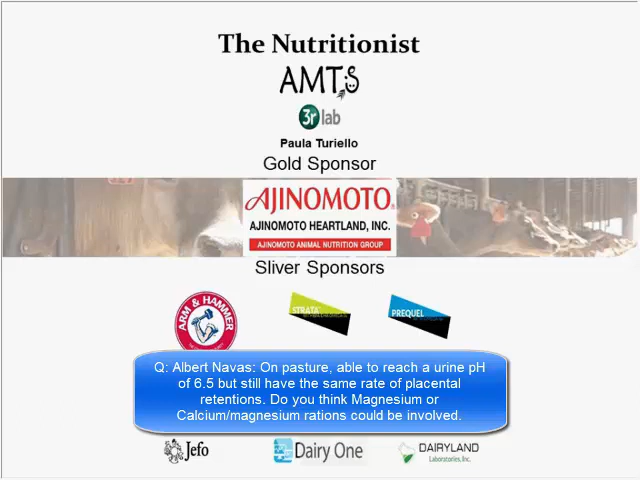 The Nutritionist
AMTS
3rlab
Paula Turiello
Gold Sponsor
AJINOMOTO®
AJINOMOTO HEARTLAND, INC.
AJINOMOTO ANIMAL NUTRITION GROUP
Sliver Sponsors
ARM & HAMMER
STRATA
PREQUEL
Q: Albert Navas: On pasture, able to reach a urine pH
of 6.5 but still have the same rate of placental
retentions. Do you think Magnesium or
Calcium/magnesium rations could be involved.
Jefo
Dairy One
DAIRYLAND
Laboratories, Inc.